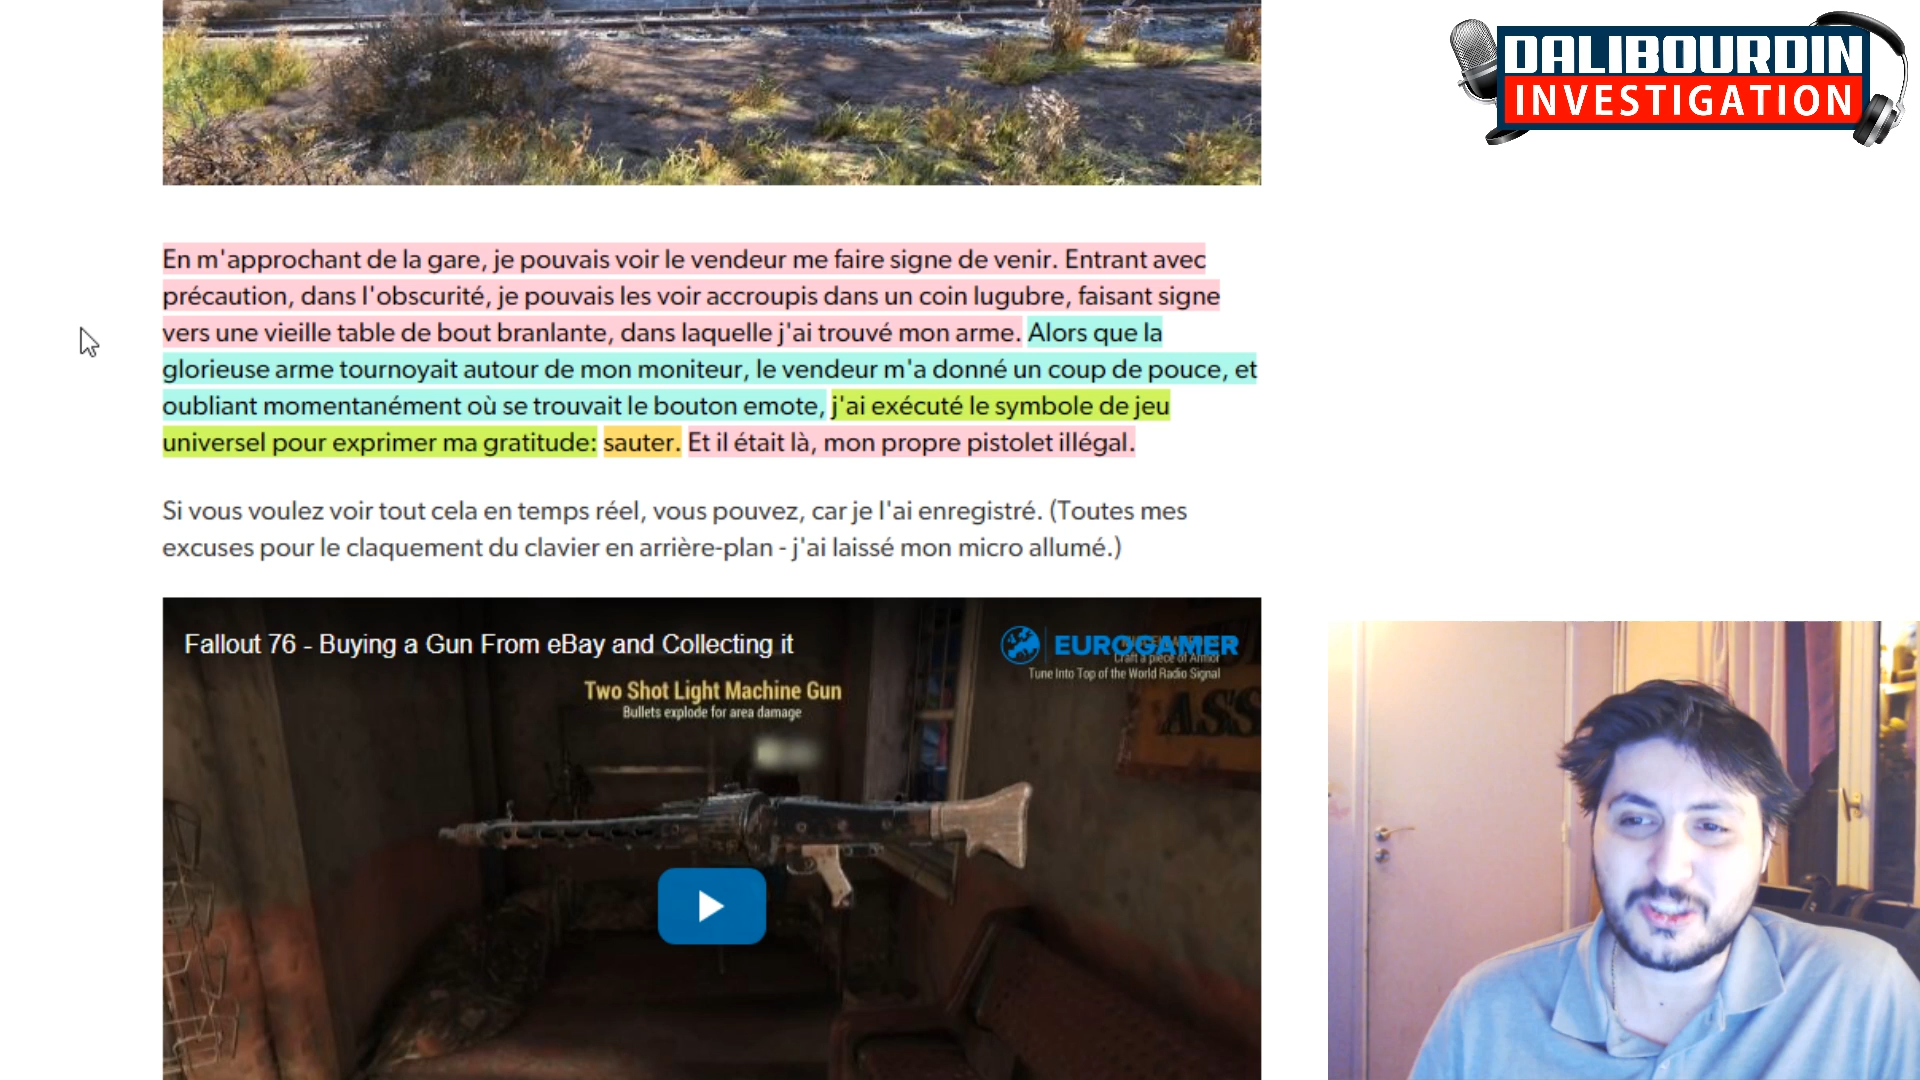 DALIBOURDIN
INVESTIGATION
En m'approchant de la gare, je pouvais voir le vendeur me faire signe de venir. Entrant avec
précaution, dans l'obscurité, je pouvais les voir accroupis dans un coin lugubre, faisant signe
vers une vieille table de bout branlante, dans laquelle j'ai trouvé mon arme. Alors que la
glorieuse arme tournoyait autour de mon moniteur, le vendeur m'a donné un coup de pouce, et
oubliant momentanément où se trouvait le bouton emote, j'ai exécuté le symbole de jeu
universel pour exprimer ma gratitude: sauter. Et il était là, mon propre pistolet illégal.
Si vous voulez voir tout cela en temps réel, vous pouvez, car je l'ai enregistré. (Toutes mes
excuses pour le claquement du clavier en arrière-plan - j'ai laissé mon micro allumé.)
Fallout 76 - Buying a Gun From eBay and Collecting it
EUROGAMER
Craft a piece of Armor
Tune Into Top of the World Radio Signal
Two Shot Light Machine Gun
Bullets explode for area damage
ASS